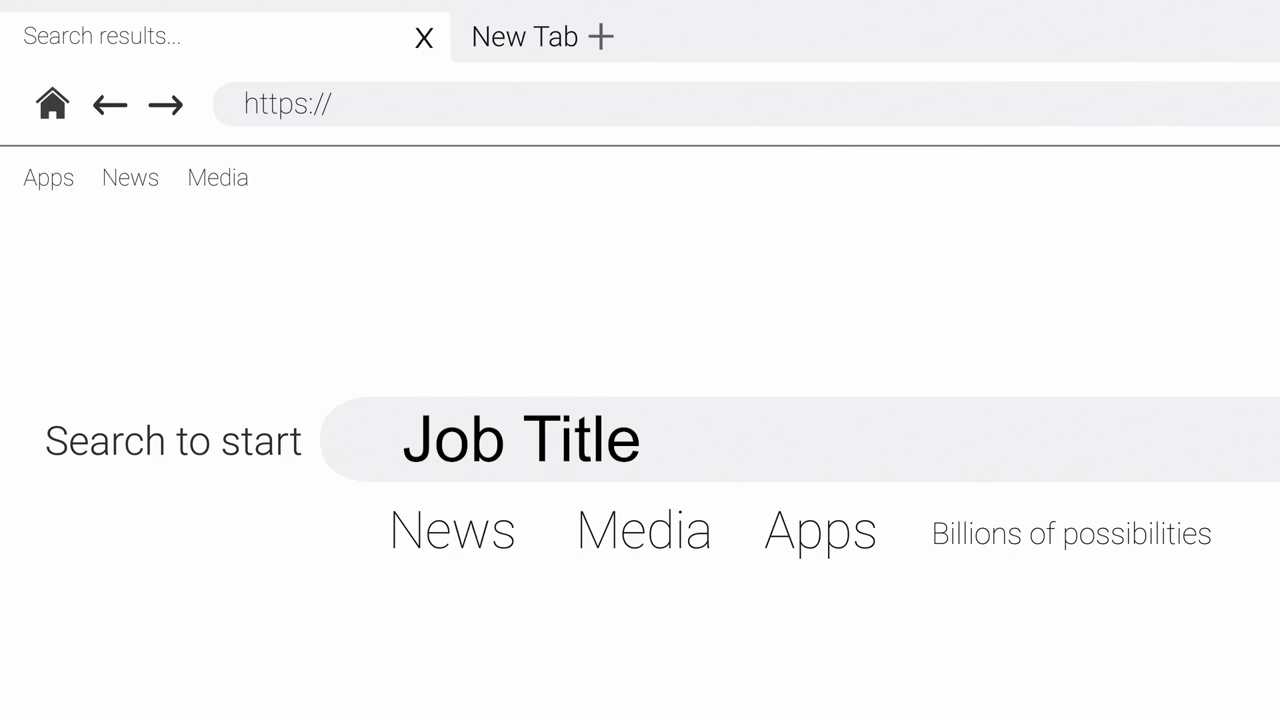 Search results... X New Tab +
https://
Apps News Media
Search to start Job Title
News Media Apps Billions of possibilities